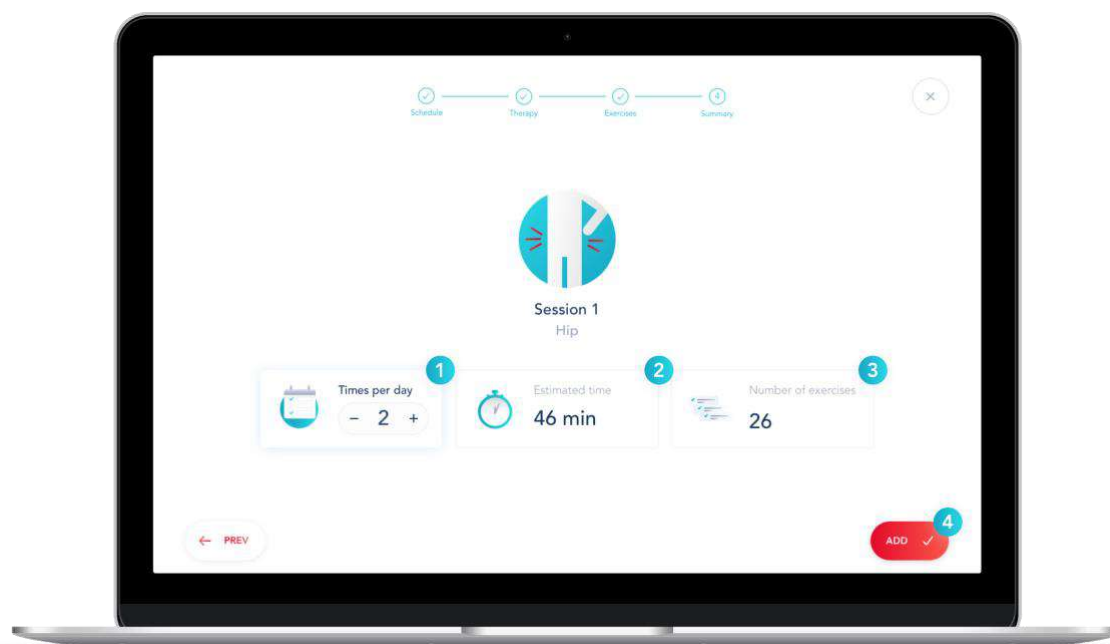 4
Schedule Therapy Exercises Summary
Session 1
Hip
1
Times per day
− 2 +
2
Estimated time
46 min
3
Number of exercises
26
← PREV
4
ADD ✓